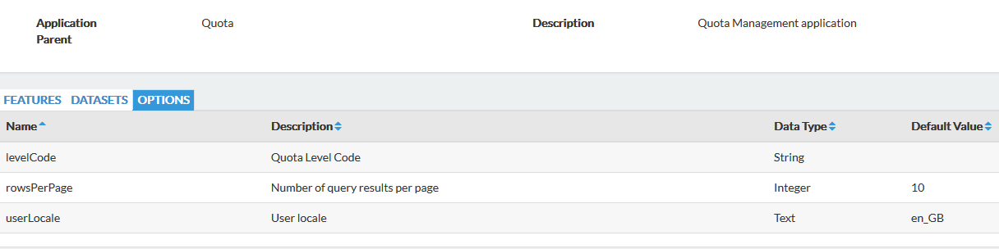 Application Parent Quota Description Quota Management application
FEATURES DATASETS OPTIONS
Name Description Data Type Default Value
levelCode Quota Level Code String
rowsPerPage Number of query results per page Integer 10
userLocale User locale Text en_GB